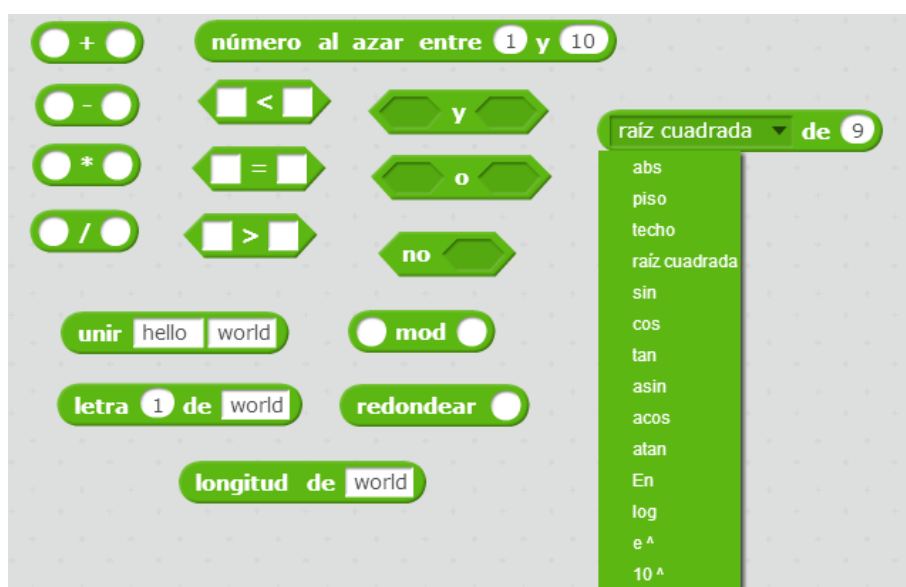 +
número al azar entre 1 y 10
-
<
y
*
=
o
/
>
no
unir hello world
mod
letra 1 de world
redondear
longitud de world
raíz cuadrada de 9
abs
piso
techo
raíz cuadrada
sin
cos
tan
asin
acos
atan
En
log
e ^
10 ^